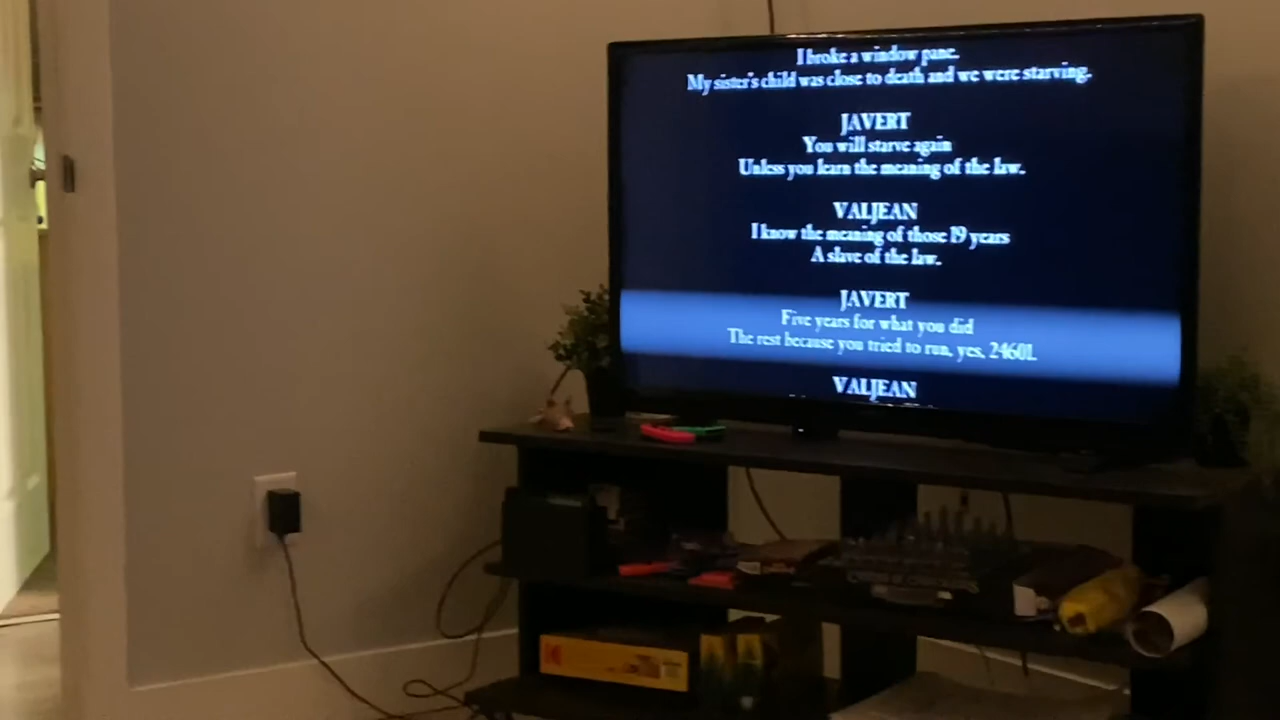 I broke a window pane.
My sister's child was close to death and we were starving.
JAVERT
You will starve again
Unless you learn the meaning of the law.
VALJEAN
I know the meaning of those 19 years
A slave of the law.
JAVERT
Five years for what you did
The rest because you tried to run, yes, 24601.
VALJEAN